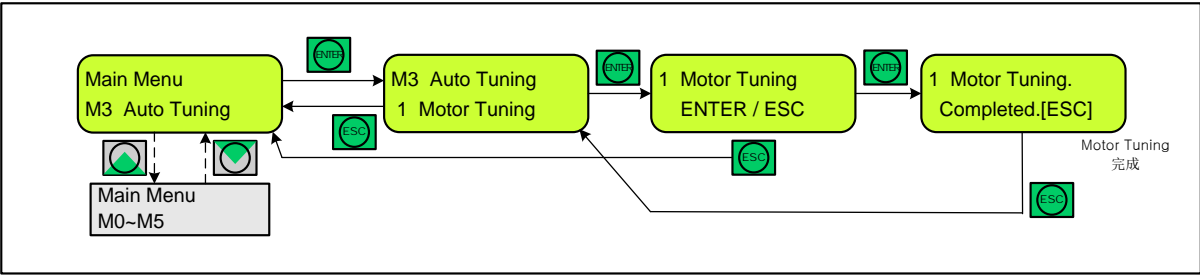 ENTER
ENTER
ENTER
Main Menu
M3 Auto Tuning
M3 Auto Tuning
1 Motor Tuning
1 Motor Tuning
ENTER / ESC
1 Motor Tuning.
Completed.[ESC]
ESC
ESC
Motor Tuning
完成
Main Menu
M0~M5
ESC